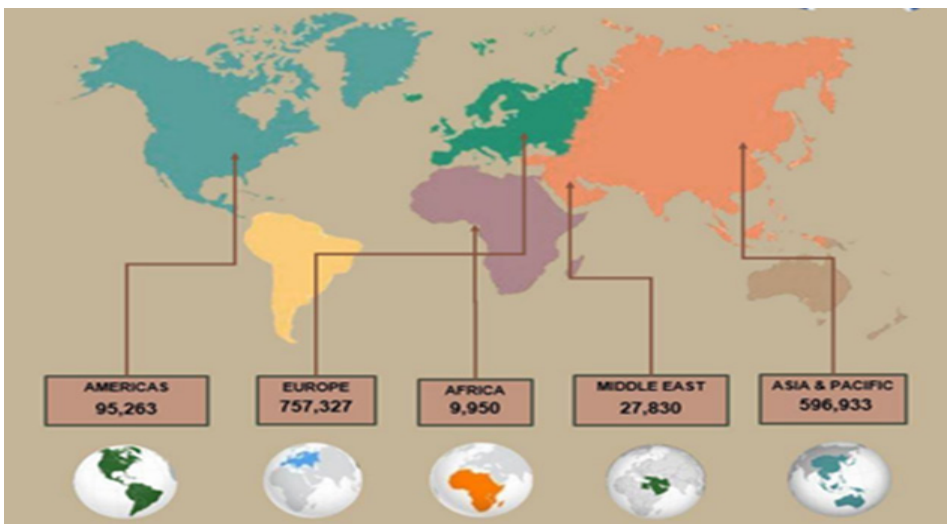 AMERICAS
95,263
EUROPE
757,327
AFRICA
9,950
MIDDLE EAST
27,830
ASIA & PACIFIC
596,933